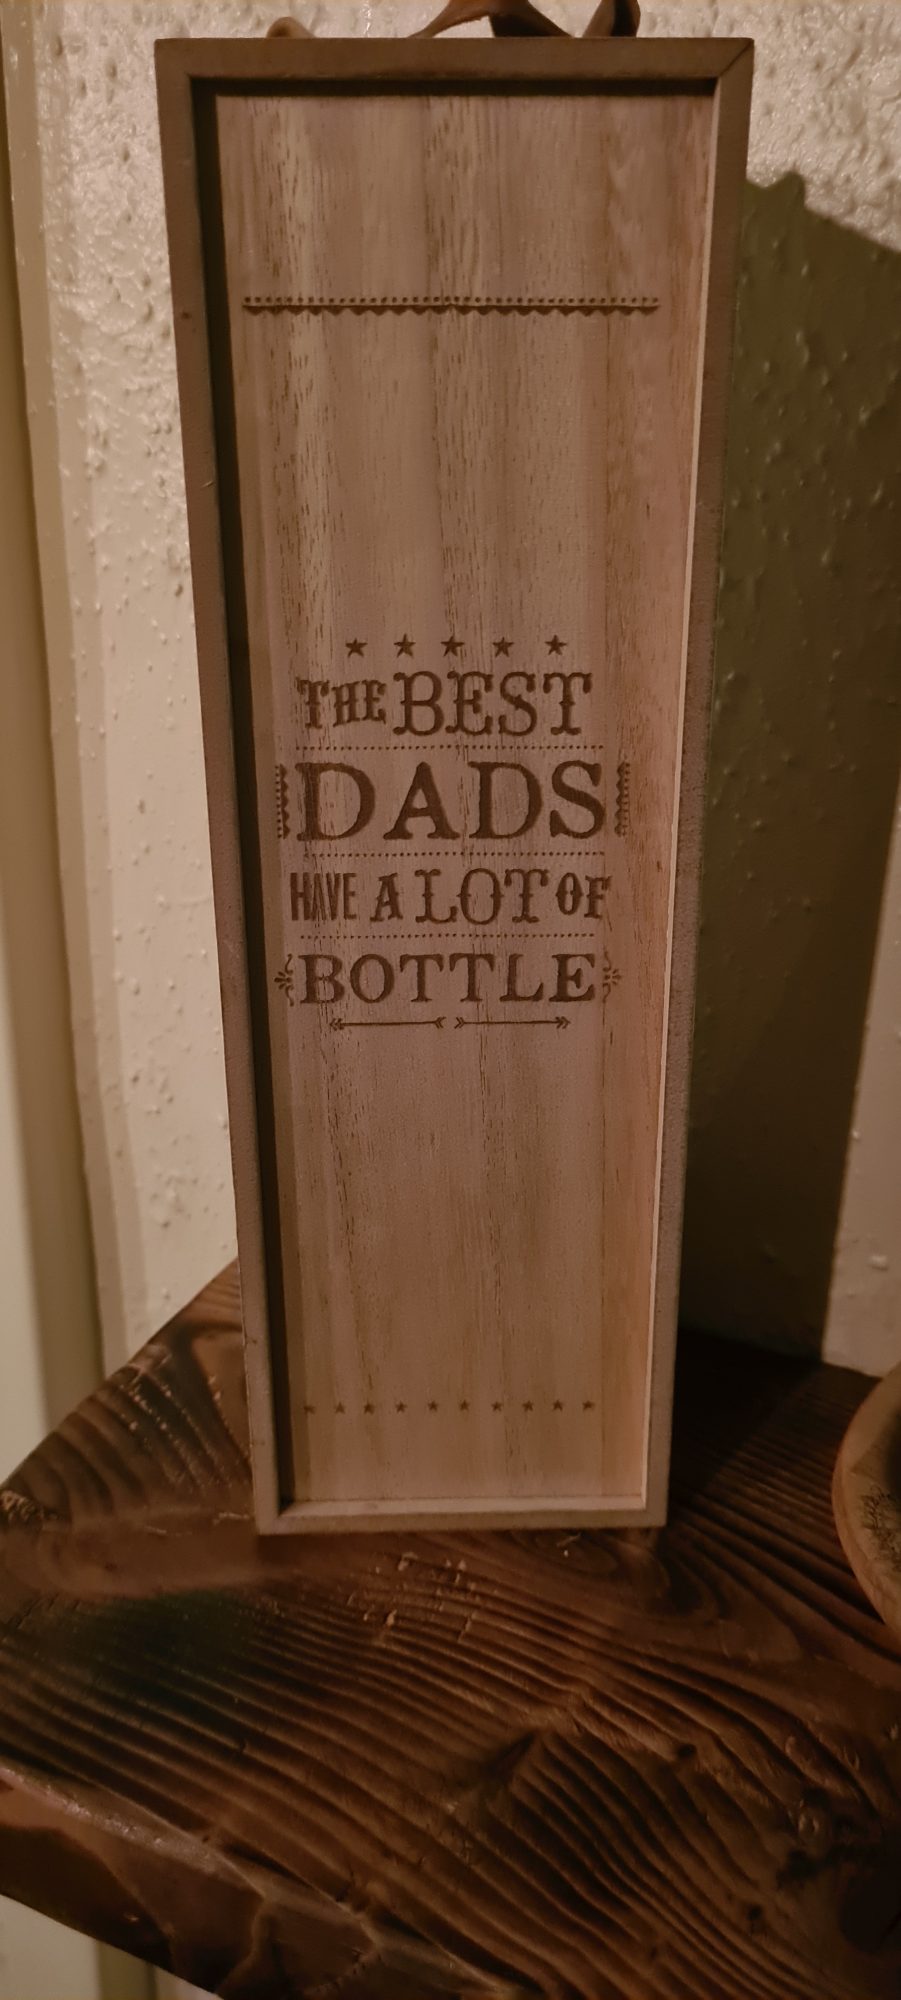 THE BEST
DADS
HAVE A LOT OF
BOTTLE